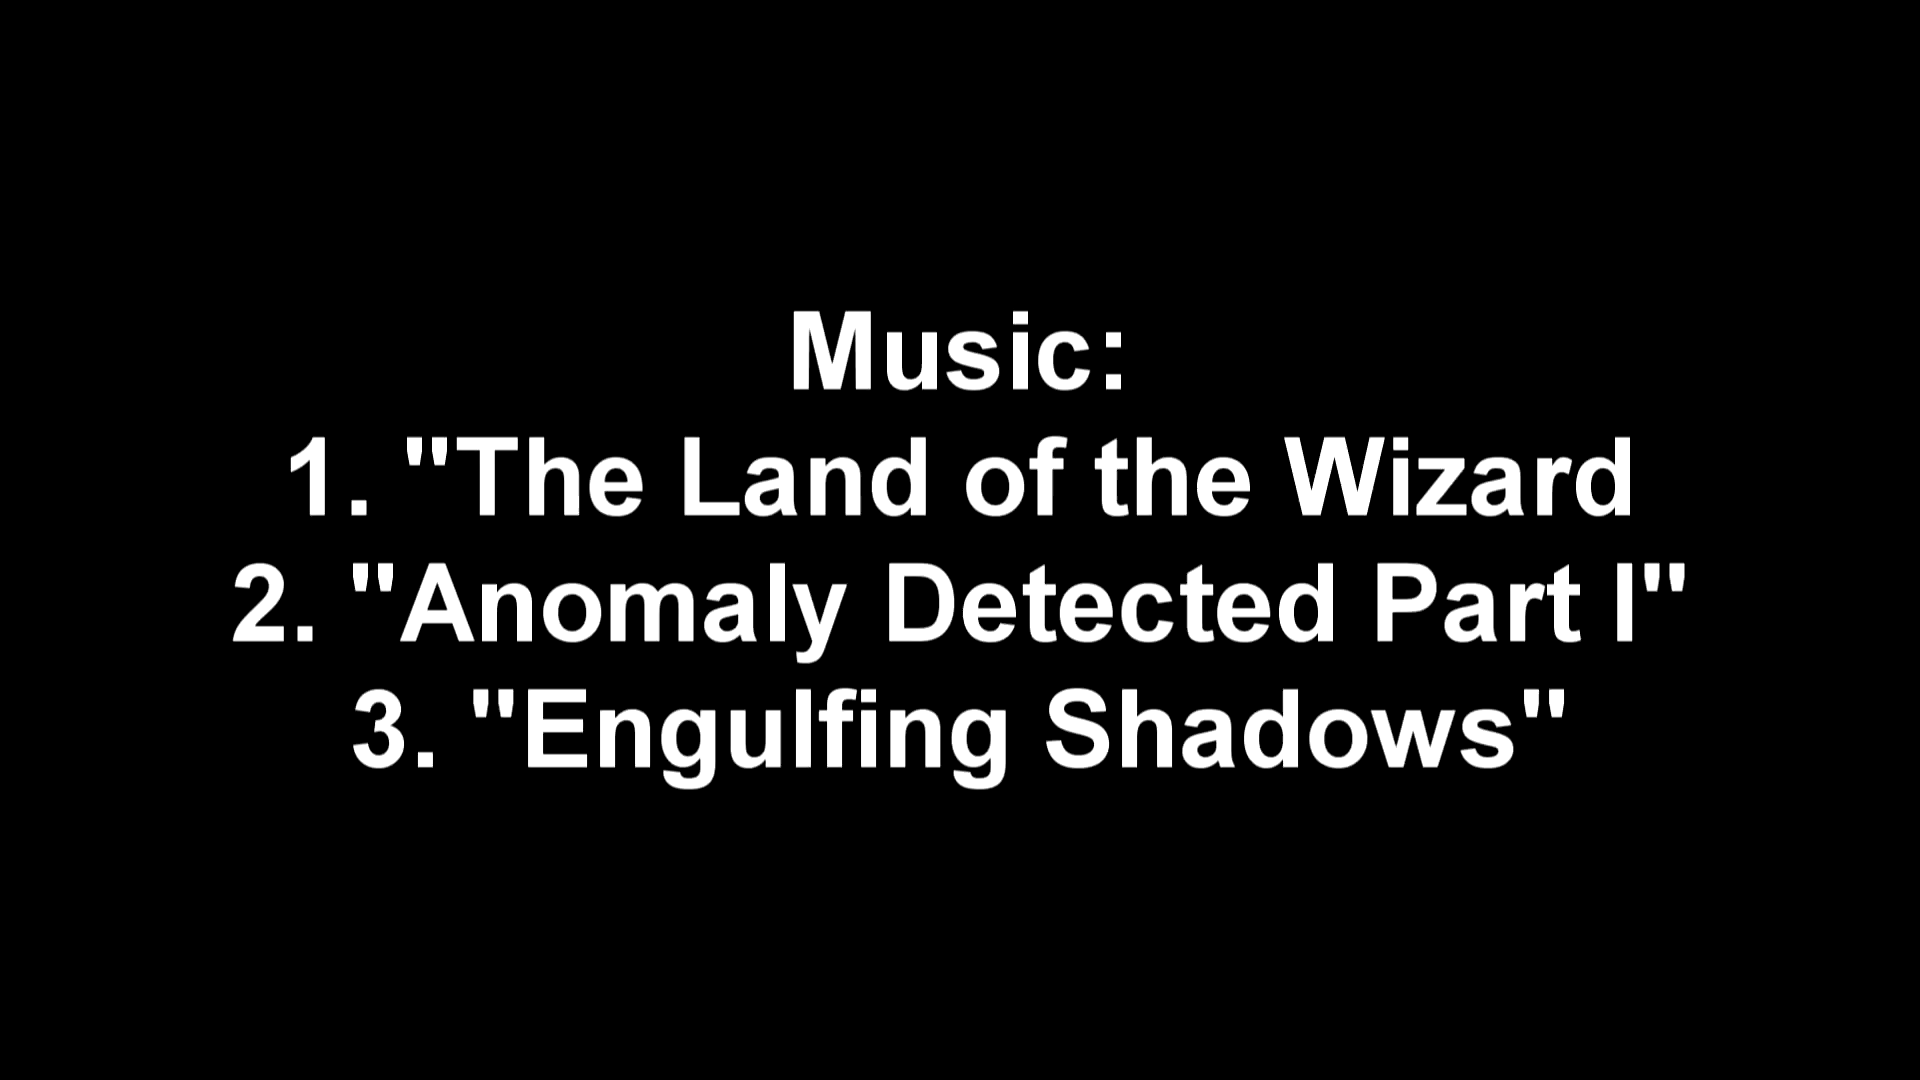 Music:
1. "The Land of the Wizard
2. "Anomaly Detected Part I"
3. "Engulfing Shadows"